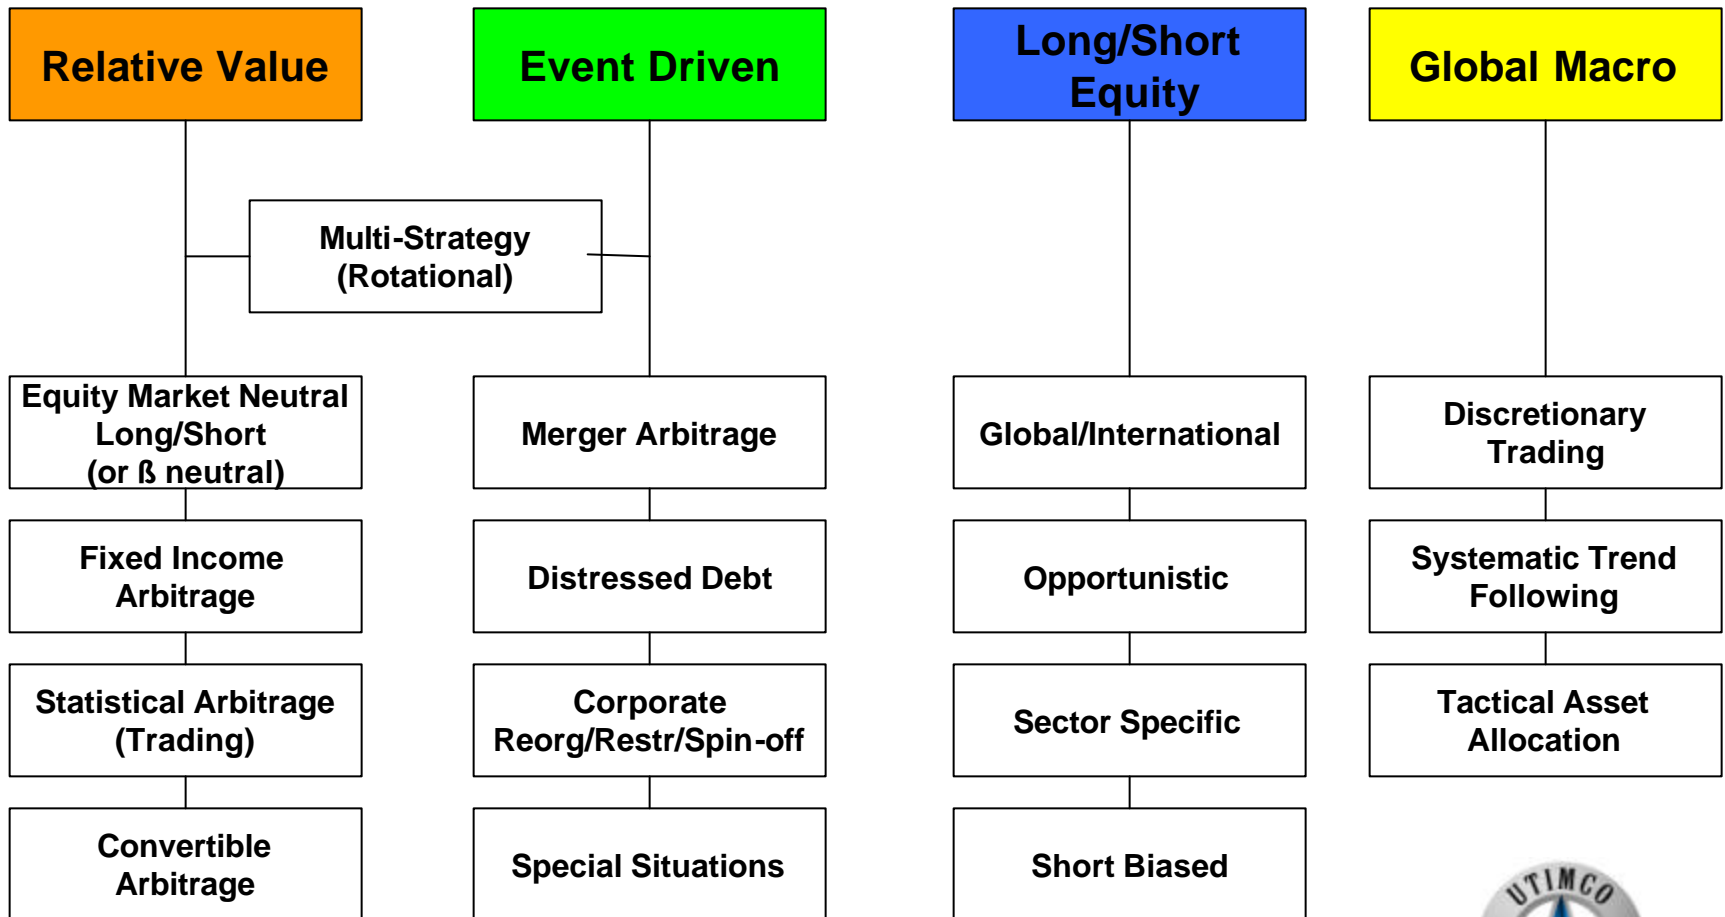 Relative Value
Event Driven
Long/Short
Equity
Global Macro
Multi-Strategy
(Rotational)
Equity Market Neutral
Long/Short
(or ß neutral)
Merger Arbitrage
Global/International
Discretionary
Trading
Fixed Income
Arbitrage
Distressed Debt
Opportunistic
Systematic Trend
Following
Statistical Arbitrage
(Trading)
Corporate
Reorg/Restr/Spin-off
Sector Specific
Tactical Asset
Allocation
Convertible
Arbitrage
Special Situations
Short Biased
UTIMCO